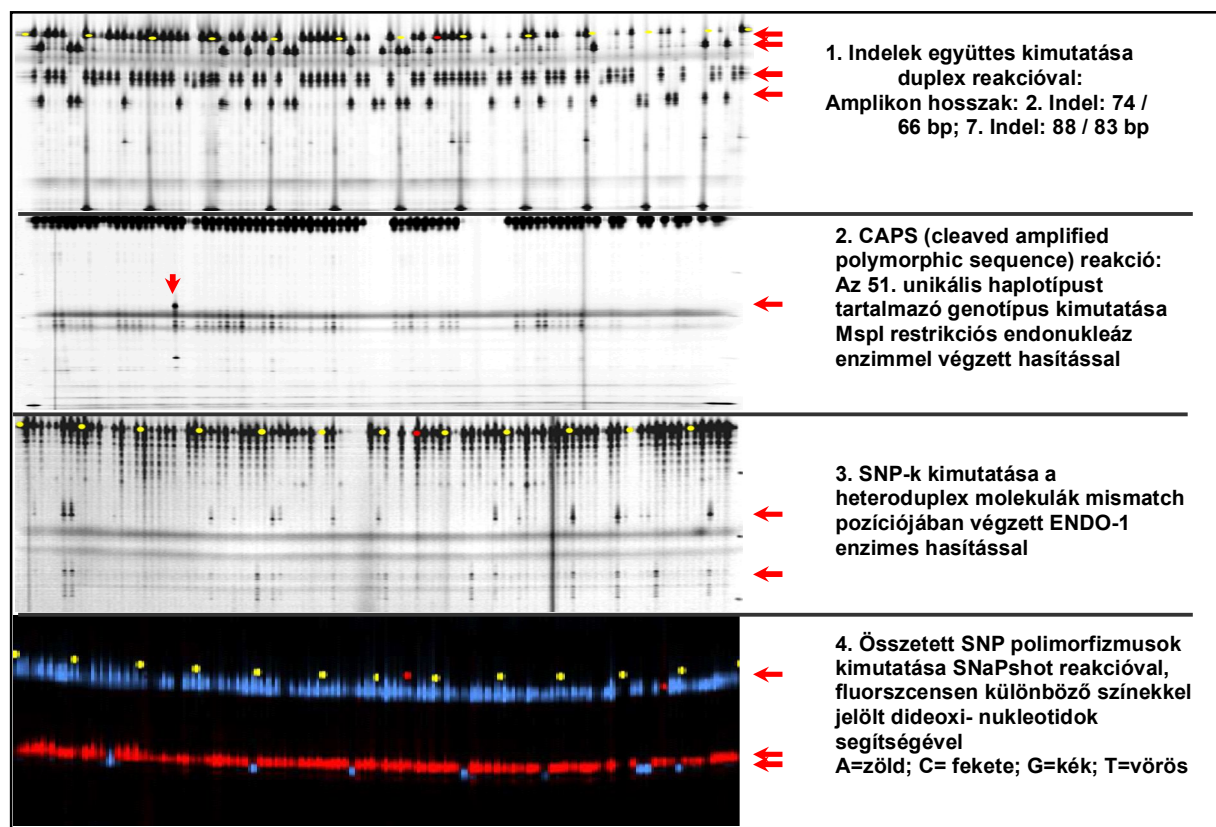 1. Indelek együttes kimutatása
duplex reakcióval:
Amplikon hosszak: 2. Indel: 74 /
66 bp; 7. Indel: 88 / 83 bp
2. CAPS (cleaved amplified
polymorphic sequence) reakció:
Az 51. unikális haplotípust
tartalmazó genotípus kimutatása
MspI restrikciós endonukleáz
enzimmel végzett hasítással
3. SNP-k kimutatása a
heteroduplex molekulák mismatch
pozíciójában végzett ENDO-1
enzimes hasítással
4. Összetett SNP polimorfizmusok
kimutatása SNaPshot reakcióval,
fluorszcensen különböző színekkel
jelölt dideoxi- nukleotidok
segítségével
A=zöld; C= fekete; G=kék; T=vörös